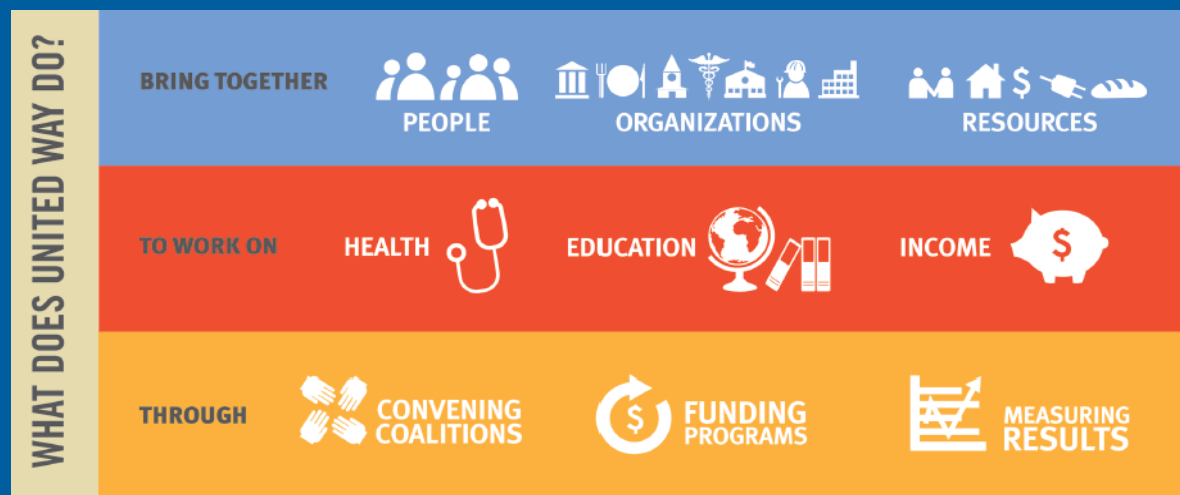 WHAT DOES UNITED WAY DO?
BRING TOGETHER
PEOPLE
ORGANIZATIONS
$
RESOURCES
TO WORK ON
HEALTH
EDUCATION
INCOME
$
THROUGH
CONVENING
COALITIONS
$
FUNDING
PROGRAMS
MEASURING
RESULTS